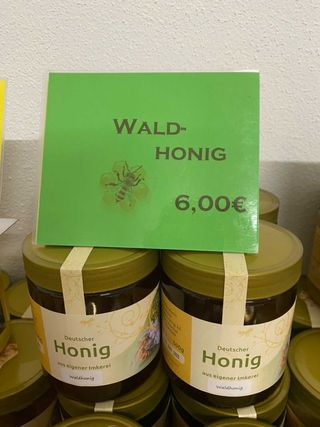 WALD-
HONIG
6,00€
Deutscher
Honig
aus eigener Imkerei
Waldhonig
Deutscher
Honig
aus eigener Imkerei
Waldhonig